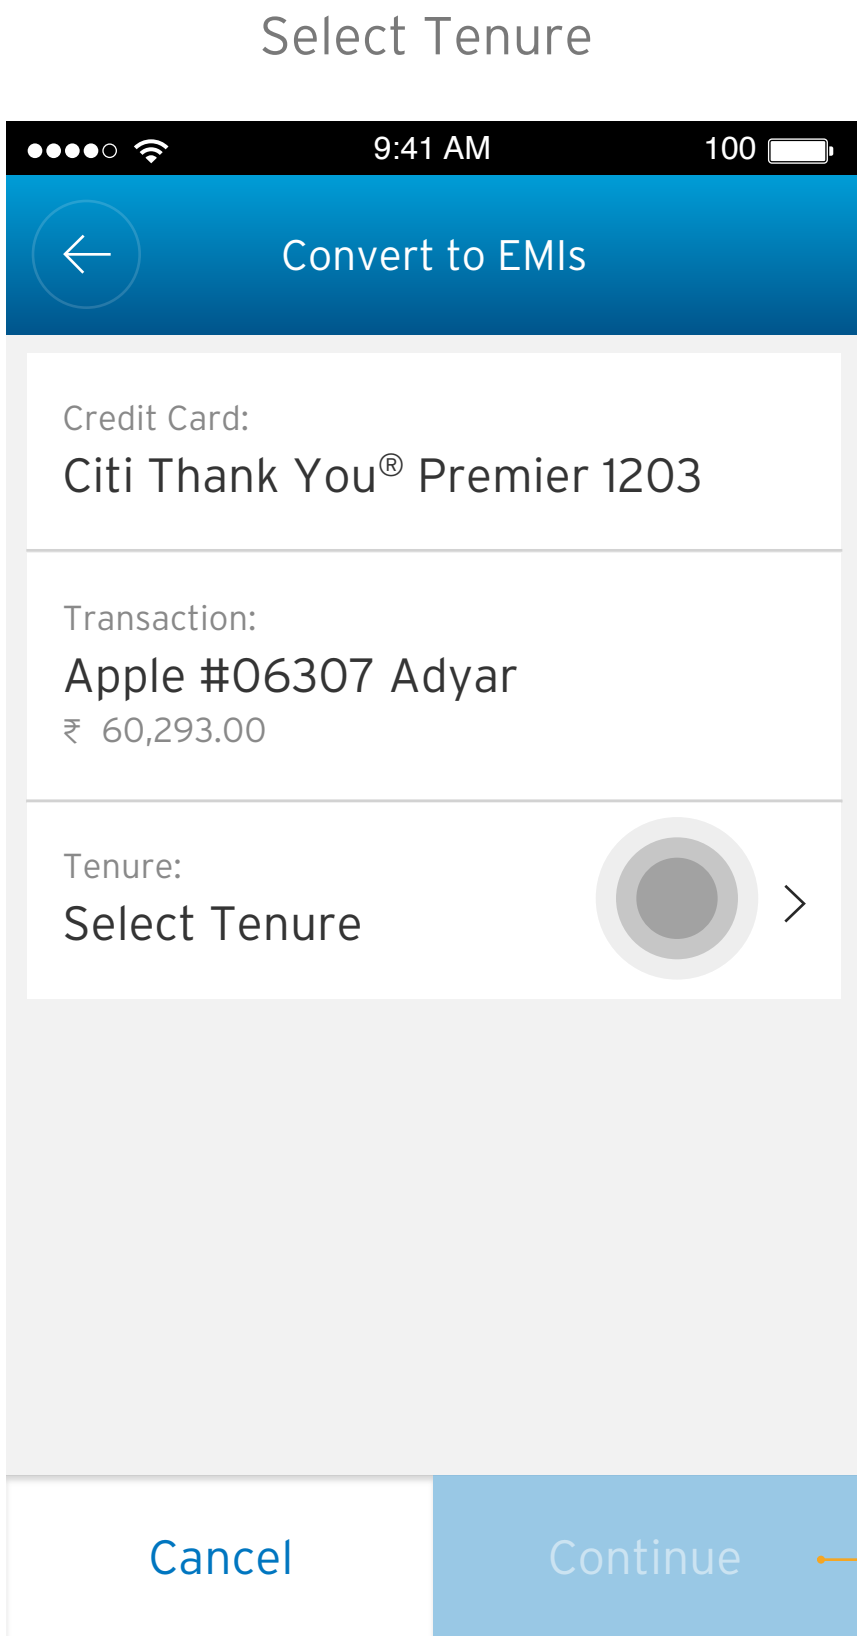 Select Tenure
9:41 AM 100
Convert to EMIs
Credit Card:
Citi Thank You® Premier 1203
Transaction:
Apple #06307 Adyar
₹ 60,293.00
Tenure:
Select Tenure
Cancel Continue